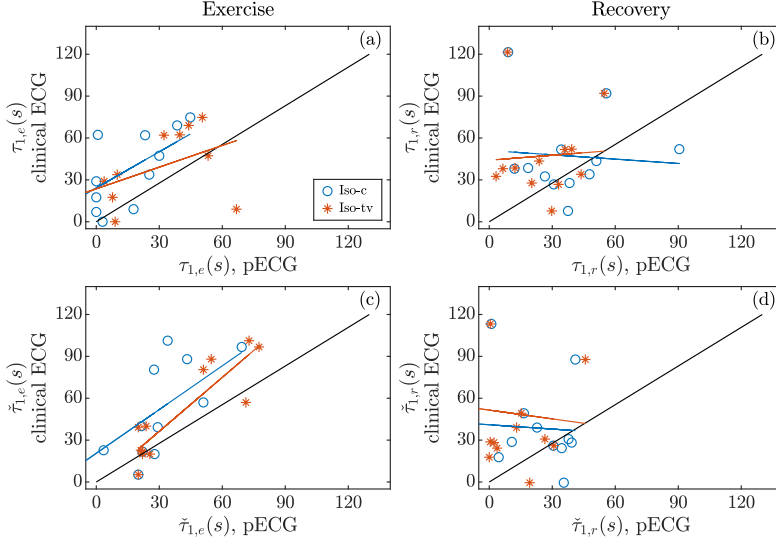 Exercise
Recovery
(a)
120
90
60
30
0
τ1,e(s)
clinical ECG
Iso-c
Iso-tv
0 30 60 90 120
τ1,e(s), pECG
(b)
120
90
60
30
0
τ1,r(s)
clinical ECG
0 30 60 90 120
τ1,r(s), pECG
(c)
120
90
60
30
0
τ̌1,e(s)
clinical ECG
0 30 60 90 120
τ̌1,e(s), pECG
(d)
120
90
60
30
0
τ̌1,r(s)
clinical ECG
0 30 60 90 120
τ̌1,r(s), pECG